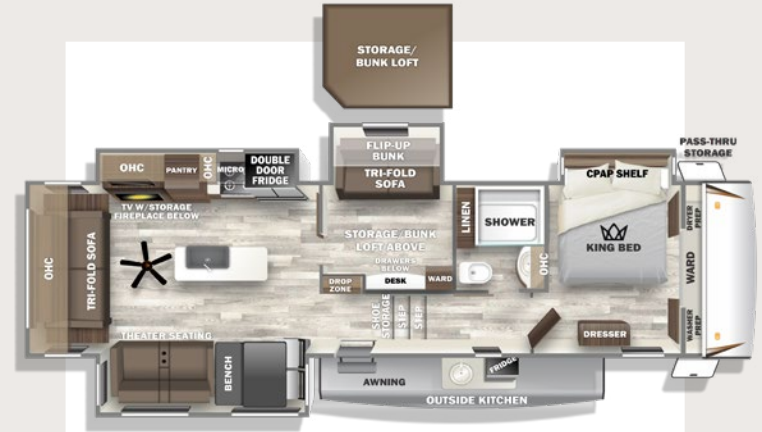 STORAGE/
BUNK LOFT
FLIP-UP
BUNK
TRI-FOLD
SOFA
OHC
PANTRY
OHC
MICRO
DOUBLE
DOOR
FRIDGE
TV W/STORAGE
FIREPLACE BELOW
OHC
TRI-FOLD SOFA
STORAGE/BUNK
LOFT ABOVE
DRAWERS
BELOW
DROP
ZONE
DESK
WARD
SHOE
STORAGE
STEP
STEP
LINEN
SHOWER
OHC
CPAP SHELF
KING BED
PASS-THRU
STORAGE
DRYER
PREP
WARD
WASHER
PREP
DRESSER
THEATER SEATING
BENCH
AWNING
FRIDGE
OUTSIDE KITCHEN